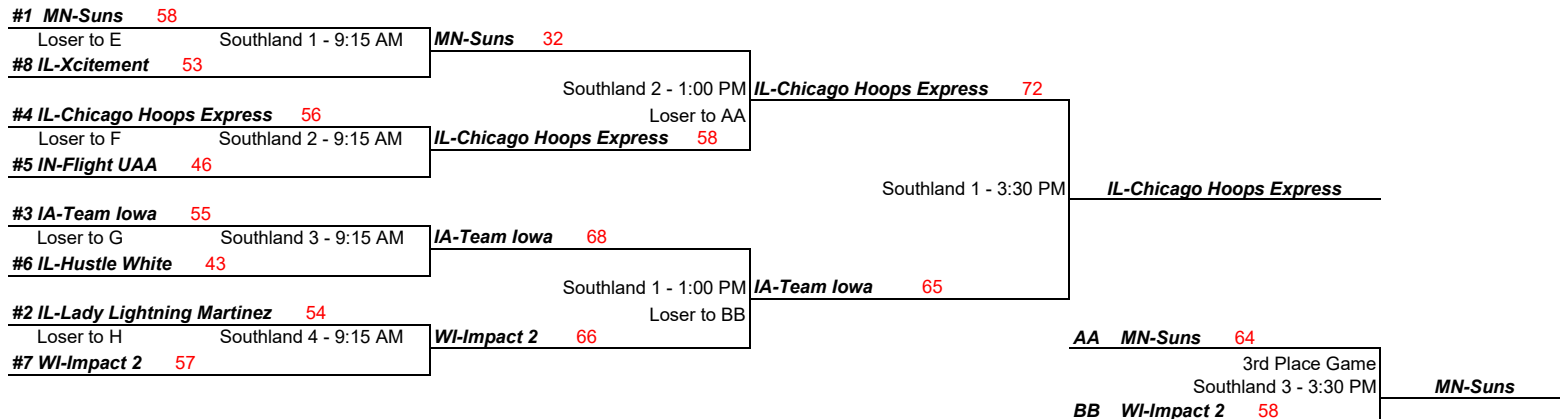 #1 MN-Suns 58
Loser to E Southland 1 - 9:15 AM MN-Suns 32
#8 IL-Xcitement 53
Southland 2 - 1:00 PM IL-Chicago Hoops Express 72
#4 IL-Chicago Hoops Express 56
Loser to AA
Loser to F Southland 2 - 9:15 AM IL-Chicago Hoops Express 58
#5 IN-Flight UAA 46
Southland 1 - 3:30 PM IL-Chicago Hoops Express
#3 IA-Team Iowa 55
Loser to G Southland 3 - 9:15 AM IA-Team Iowa 68
#6 IL-Hustle White 43
Southland 1 - 1:00 PM IA-Team Iowa 65
#2 IL-Lady Lightning Martinez 54
Loser to BB
Loser to H Southland 4 - 9:15 AM WI-Impact 2 66
AA MN-Suns 64
#7 WI-Impact 2 57
3rd Place Game
Southland 3 - 3:30 PM MN-Suns
BB WI-Impact 2 58